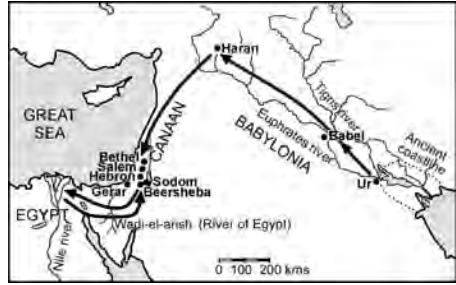 Haran
GREAT
SEA
CANAAN
Tigris river
Euphrates river
BABYLONIA
Babel
Ancient
coastline
Ur
Bethel
Salem
Hebron
Gerar
Sodom
Beersheba
EGYPT
Wadi-el-arish (River of Egypt)
Nile river
0 100 200 kms